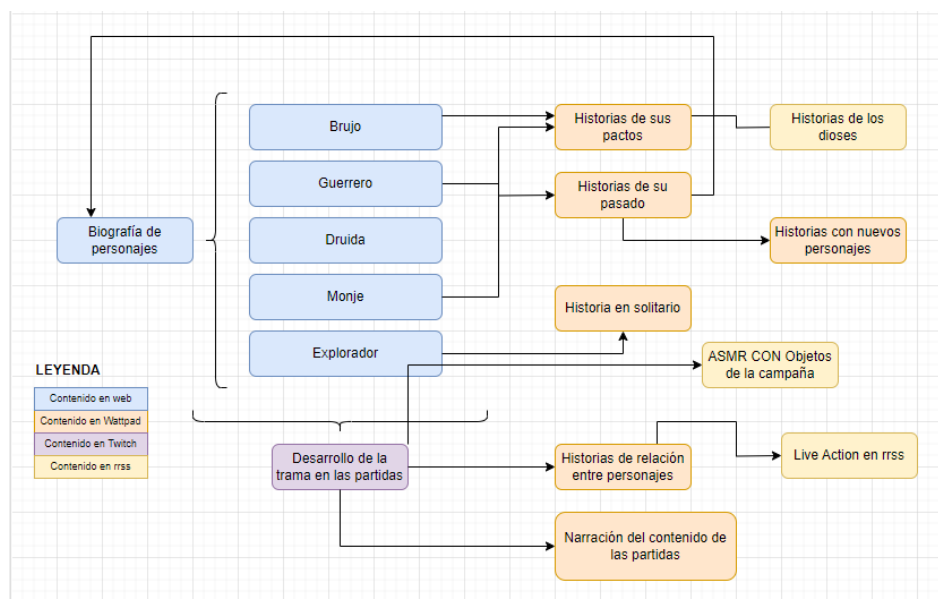 Brujo
Historias de sus
pactos
Historias de los
dioses
Guerrero
Historias de su
pasado
Biografía de
personajes
Druida
Historias con nuevos
personajes
Monje
Historia en solitario
Explorador
ASMR CON Objetos
de la campaña
LEYENDA
Contenido en web
Contenido en Wattpad
Contenido en Twitch
Contenido en rrss
Desarrollo de la
trama en las partidas
Historias de relación
entre personajes
Live Action en rrss
Narración del contenido de
las partidas